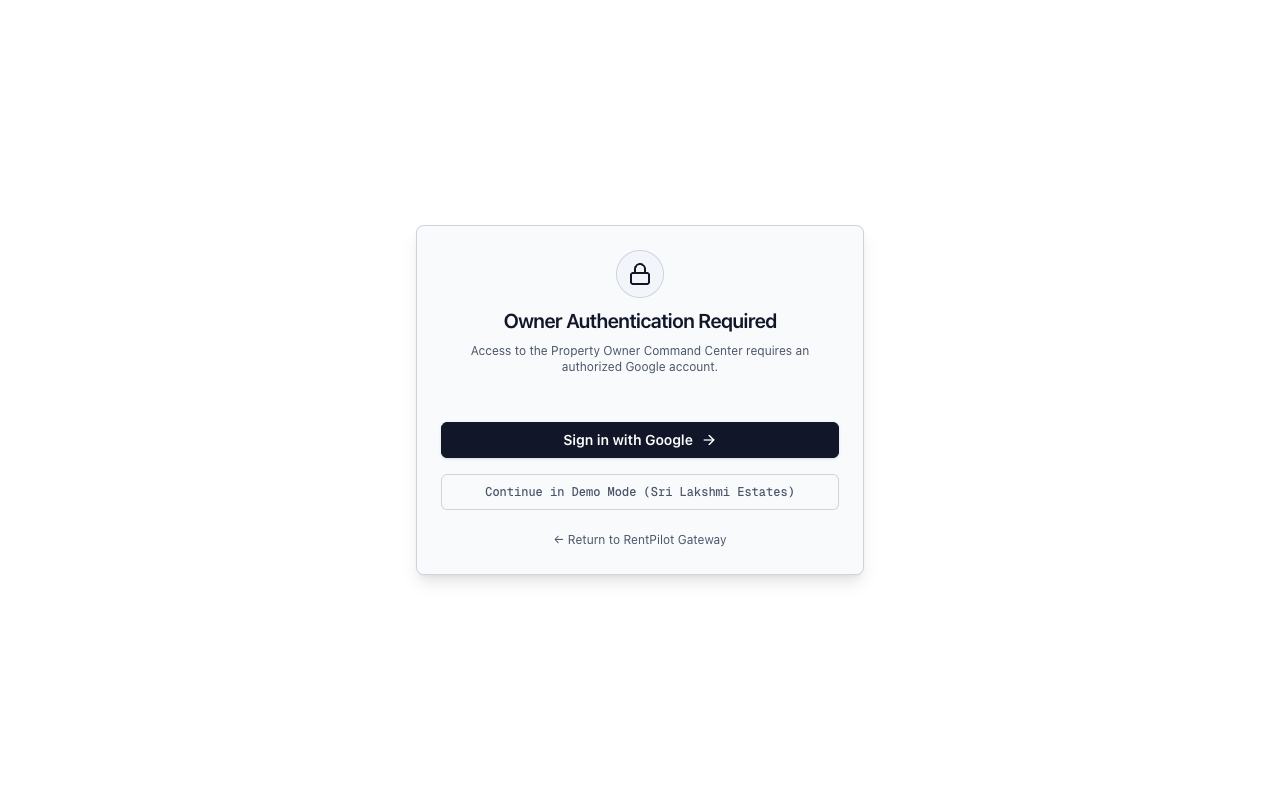 Owner Authentication Required
Access to the Property Owner Command Center requires an
authorized Google account.
Sign in with Google →
Continue in Demo Mode (Sri Lakshmi Estates)
← Return to RentPilot Gateway